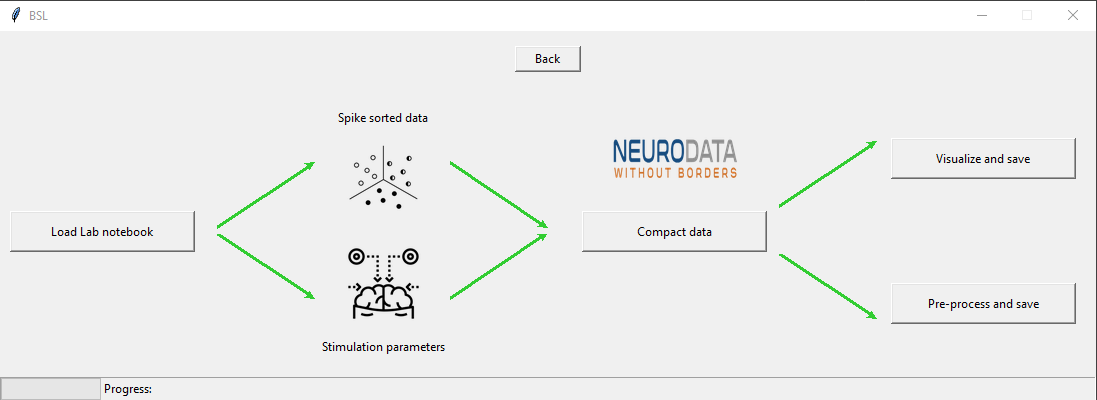 BSL
Back
Spike sorted data
NEURODATA
WITHOUT BORDERS
Visualize and save
Load Lab notebook
Compact data
Pre-process and save
Stimulation parameters
Progress: